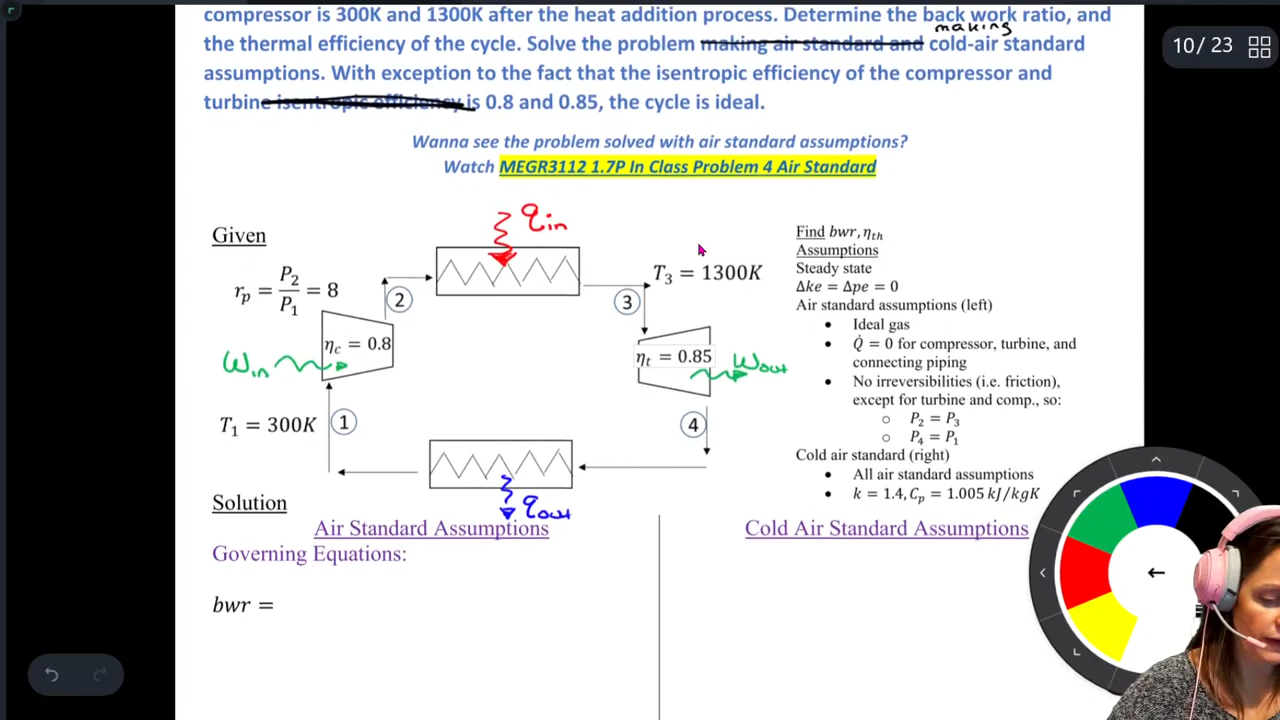 compressor is 300K and 1300K after the heat addition process. Determine the back work ratio, and
making
the thermal efficiency of the cycle. Solve the problem making air standard and cold-air standard
assumptions. With exception to the fact that the isentropic efficiency of the compressor and
turbine isentropic efficiency is 0.8 and 0.85, the cycle is ideal.
10/ 23
Wanna see the problem solved with air standard assumptions?
Watch MEGR3112 1.7P In Class Problem 4 Air Standard
Given
r_p = P_2/P_1 = 8
q_in
T_3 = 1300K
2
3
η_c = 0.8
W_in
η_t = 0.85
W_out
T_1 = 300K
1
4
q_out
Find bwr, η_th
Assumptions
Steady state
Δke = Δpe = 0
Air standard assumptions (left)
• Ideal gas
• Q̇ = 0 for compressor, turbine, and
connecting piping
• No irreversibilities (i.e. friction),
except for turbine and comp., so:
o P_2 = P_3
o P_4 = P_1
Cold air standard (right)
• All air standard assumptions
• k = 1.4, C_p = 1.005 kJ/kgK
Solution
Air Standard Assumptions
Governing Equations:
bwr =
Cold Air Standard Assumptions